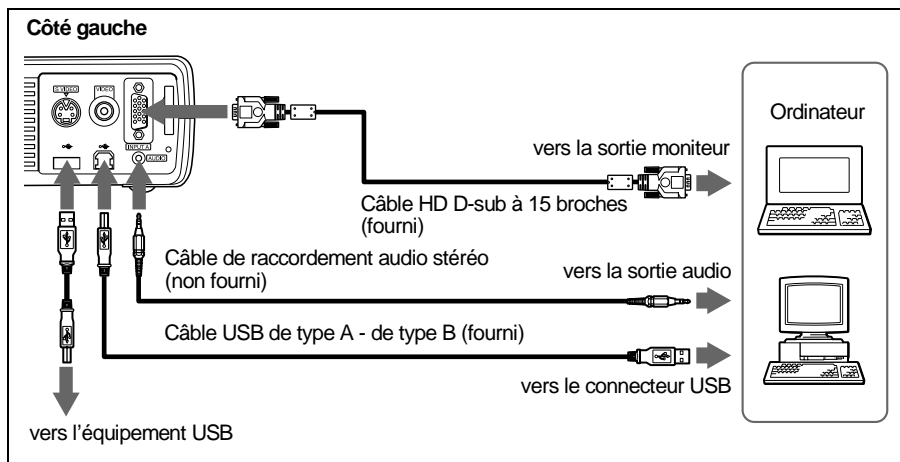 Côté gauche
S VIDEO
VIDEO
INPUT A
AUDIO
Ordinateur
vers la sortie moniteur
Câble HD D-sub à 15 broches
(fourni)
Câble de raccordement audio stéréo
(non fourni)
vers la sortie audio
Câble USB de type A - de type B (fourni)
vers le connecteur USB
vers l'équipement USB